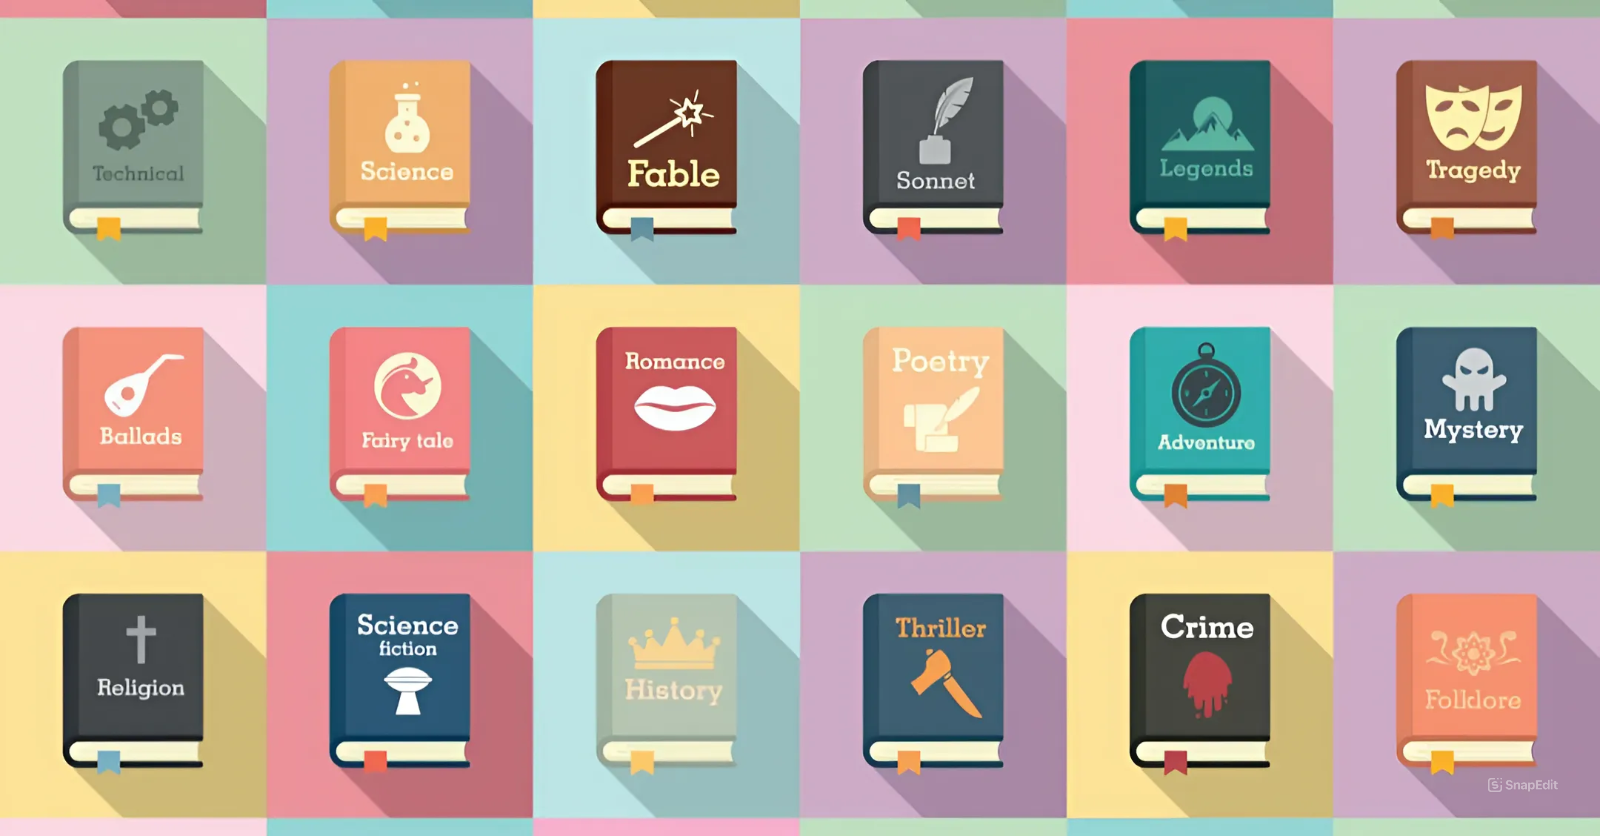 Technical
Science
Fable
Sonnet
Legends
Tragedy
Ballads
Fairy tale
Romance
Poetry
Adventure
Mystery
Religion
Science
fiction
History
Thriller
Crime
Folklore
SnapEdit